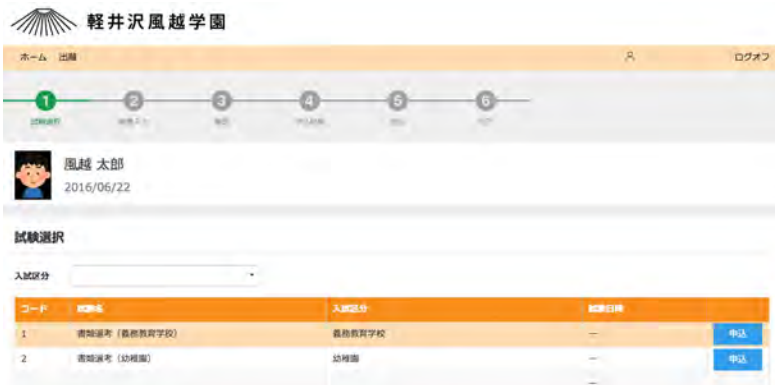 軽井沢風越学園
ホーム 出願 ログオフ
1 2 3 4 5 6
試験選択
風越 太郎
2016/06/22
試験選択
入試区分
コード 試験名 入試区分 試験日時
1 書類選考（義務教育学校） 義務教育学校 — 申込
2 書類選考（幼稚園） 幼稚園 — 申込
—